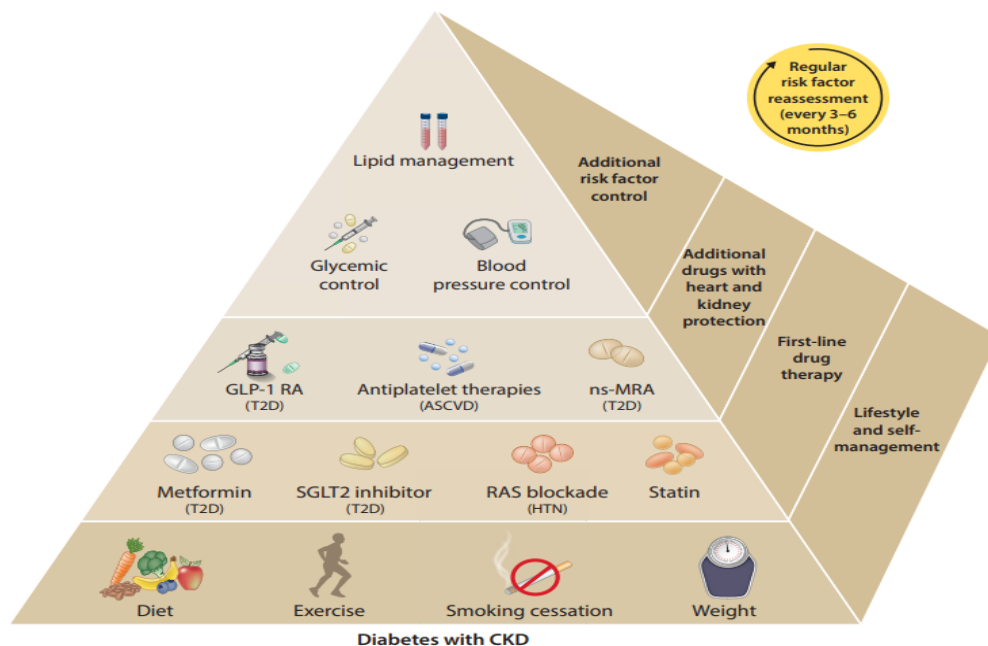 Regular
risk factor
reassessment
(every 3–6
months)
Lipid management
Additional
risk factor
control
Glycemic
control
Blood
pressure control
Additional
drugs with
heart and
kidney
protection
GLP-1 RA
(T2D)
Antiplatelet therapies
(ASCVD)
ns-MRA
(T2D)
First-line
drug
therapy
Metformin
(T2D)
SGLT2 inhibitor
(T2D)
RAS blockade
(HTN)
Statin
Lifestyle
and self-
management
Diet
Exercise
Smoking cessation
Weight
Diabetes with CKD